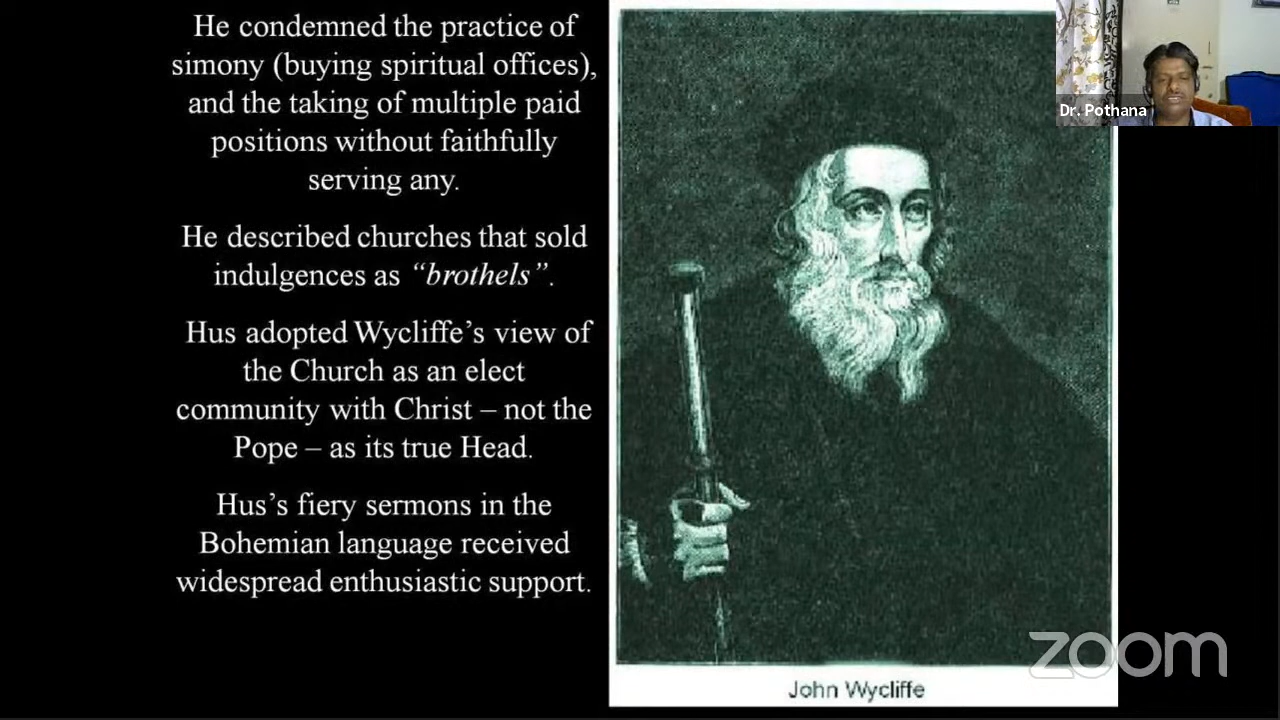 He condemned the practice of
simony (buying spiritual offices),
and the taking of multiple paid
positions without faithfully
serving any.
He described churches that sold
indulgences as “brothels”.
Hus adopted Wycliffe’s view of
the Church as an elect
community with Christ – not the
Pope – as its true Head.
Hus’s fiery sermons in the
Bohemian language received
widespread enthusiastic support.
Dr. Pothana
zoom
John Wycliffe